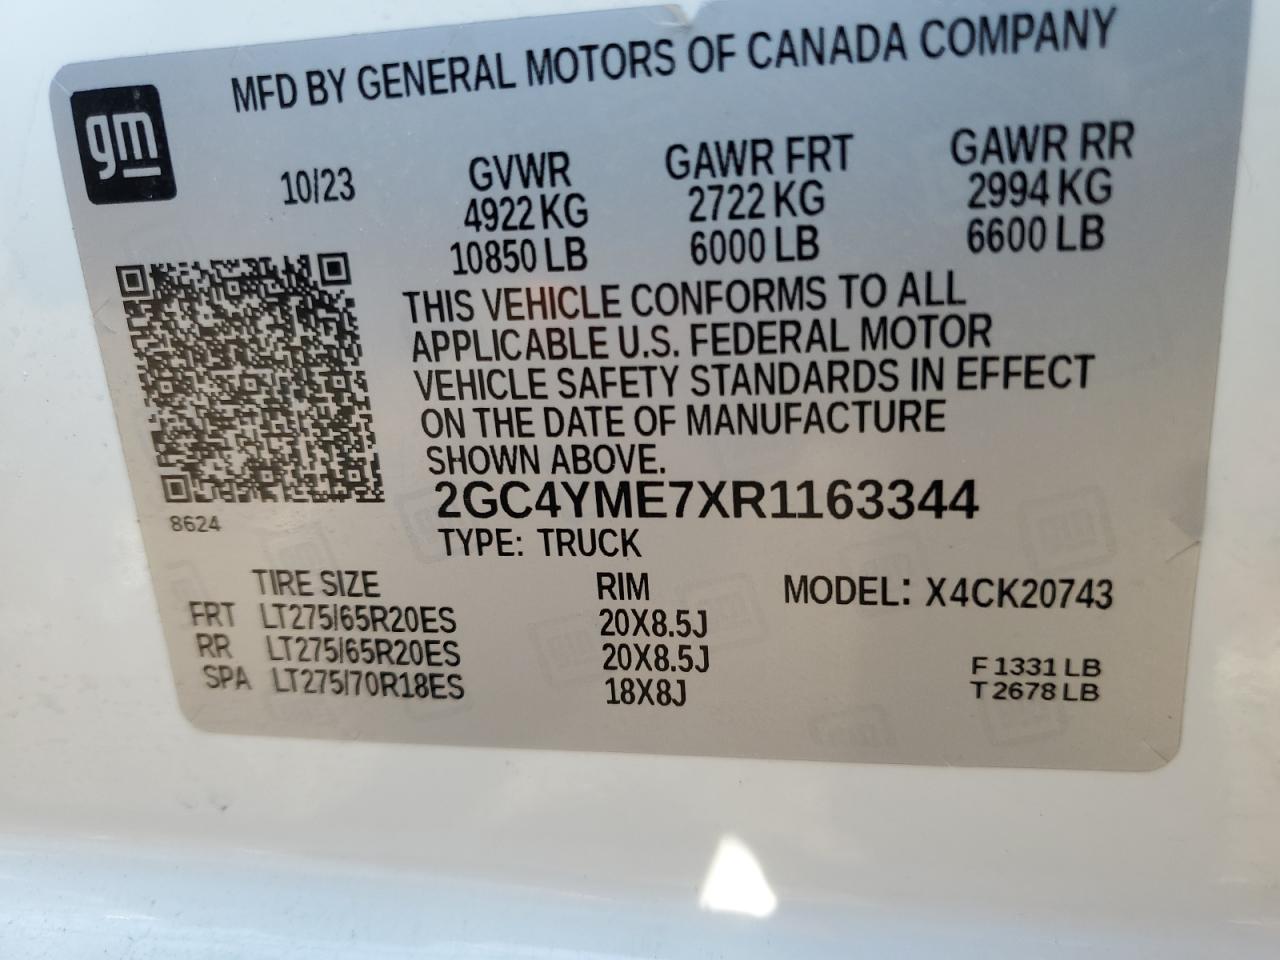 MFD BY GENERAL MOTORS OF CANADA COMPANY
gm
10/23 GVWR GAWR FRT GAWR RR
4922 KG 2722 KG 2994 KG
10850 LB 6000 LB 6600 LB
THIS VEHICLE CONFORMS TO ALL
APPLICABLE U.S. FEDERAL MOTOR
VEHICLE SAFETY STANDARDS IN EFFECT
ON THE DATE OF MANUFACTURE
SHOWN ABOVE.
2GC4YME7XR1163344
8624
TYPE: TRUCK
TIRE SIZE RIM MODEL: X4CK20743
FRT LT275/65R20ES 20X8.5J
RR LT275/65R20ES 20X8.5J F 1331 LB
SPA LT275/70R18ES 18X8J T 2678 LB